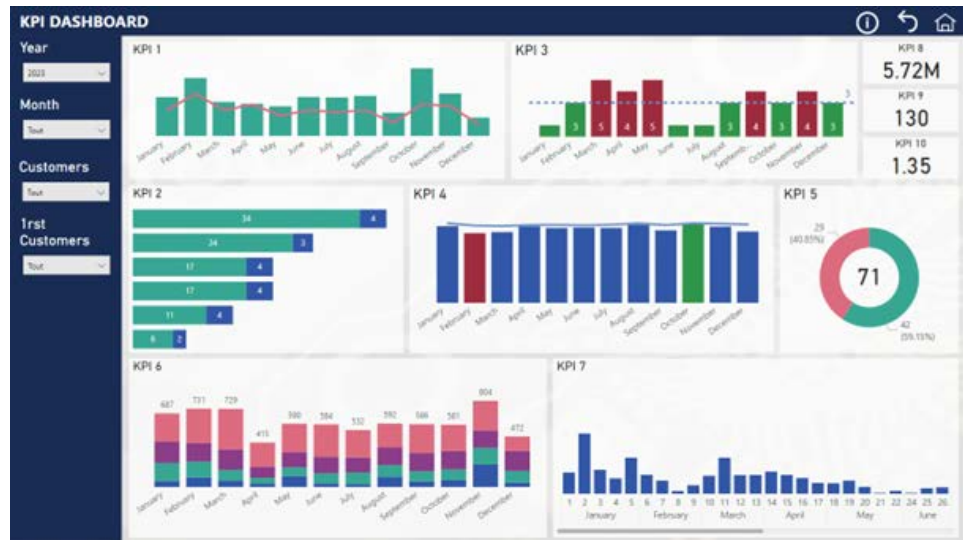 KPI DASHBOARD
Year
2023
Month
Tout
Customers
Tout
1rst
Customers
Tout
KPI 1
January February March April May June July August September October November December
KPI 3
3
3 5 4 5 3 4 3 4 3
January February March April May June July August Septemb... October November December
KPI 8
5.72M
KPI 9
130
KPI 10
1.35
KPI 2
34 4
24 3
17 4
17 4
11 4
6 2
KPI 4
January February March April May June July August September October November December
KPI 5
29
(40.85%)
71
42
(59.15%)
KPI 6
687 731 729 415 580 584 532 592 566 561 804 472
January February March April May June July August September October November December
KPI 7
1 2 3 4 5 6 7 8 9 10 11 12 13 14 15 16 17 18 19 20 21 22 24 25 26
January February March April May June